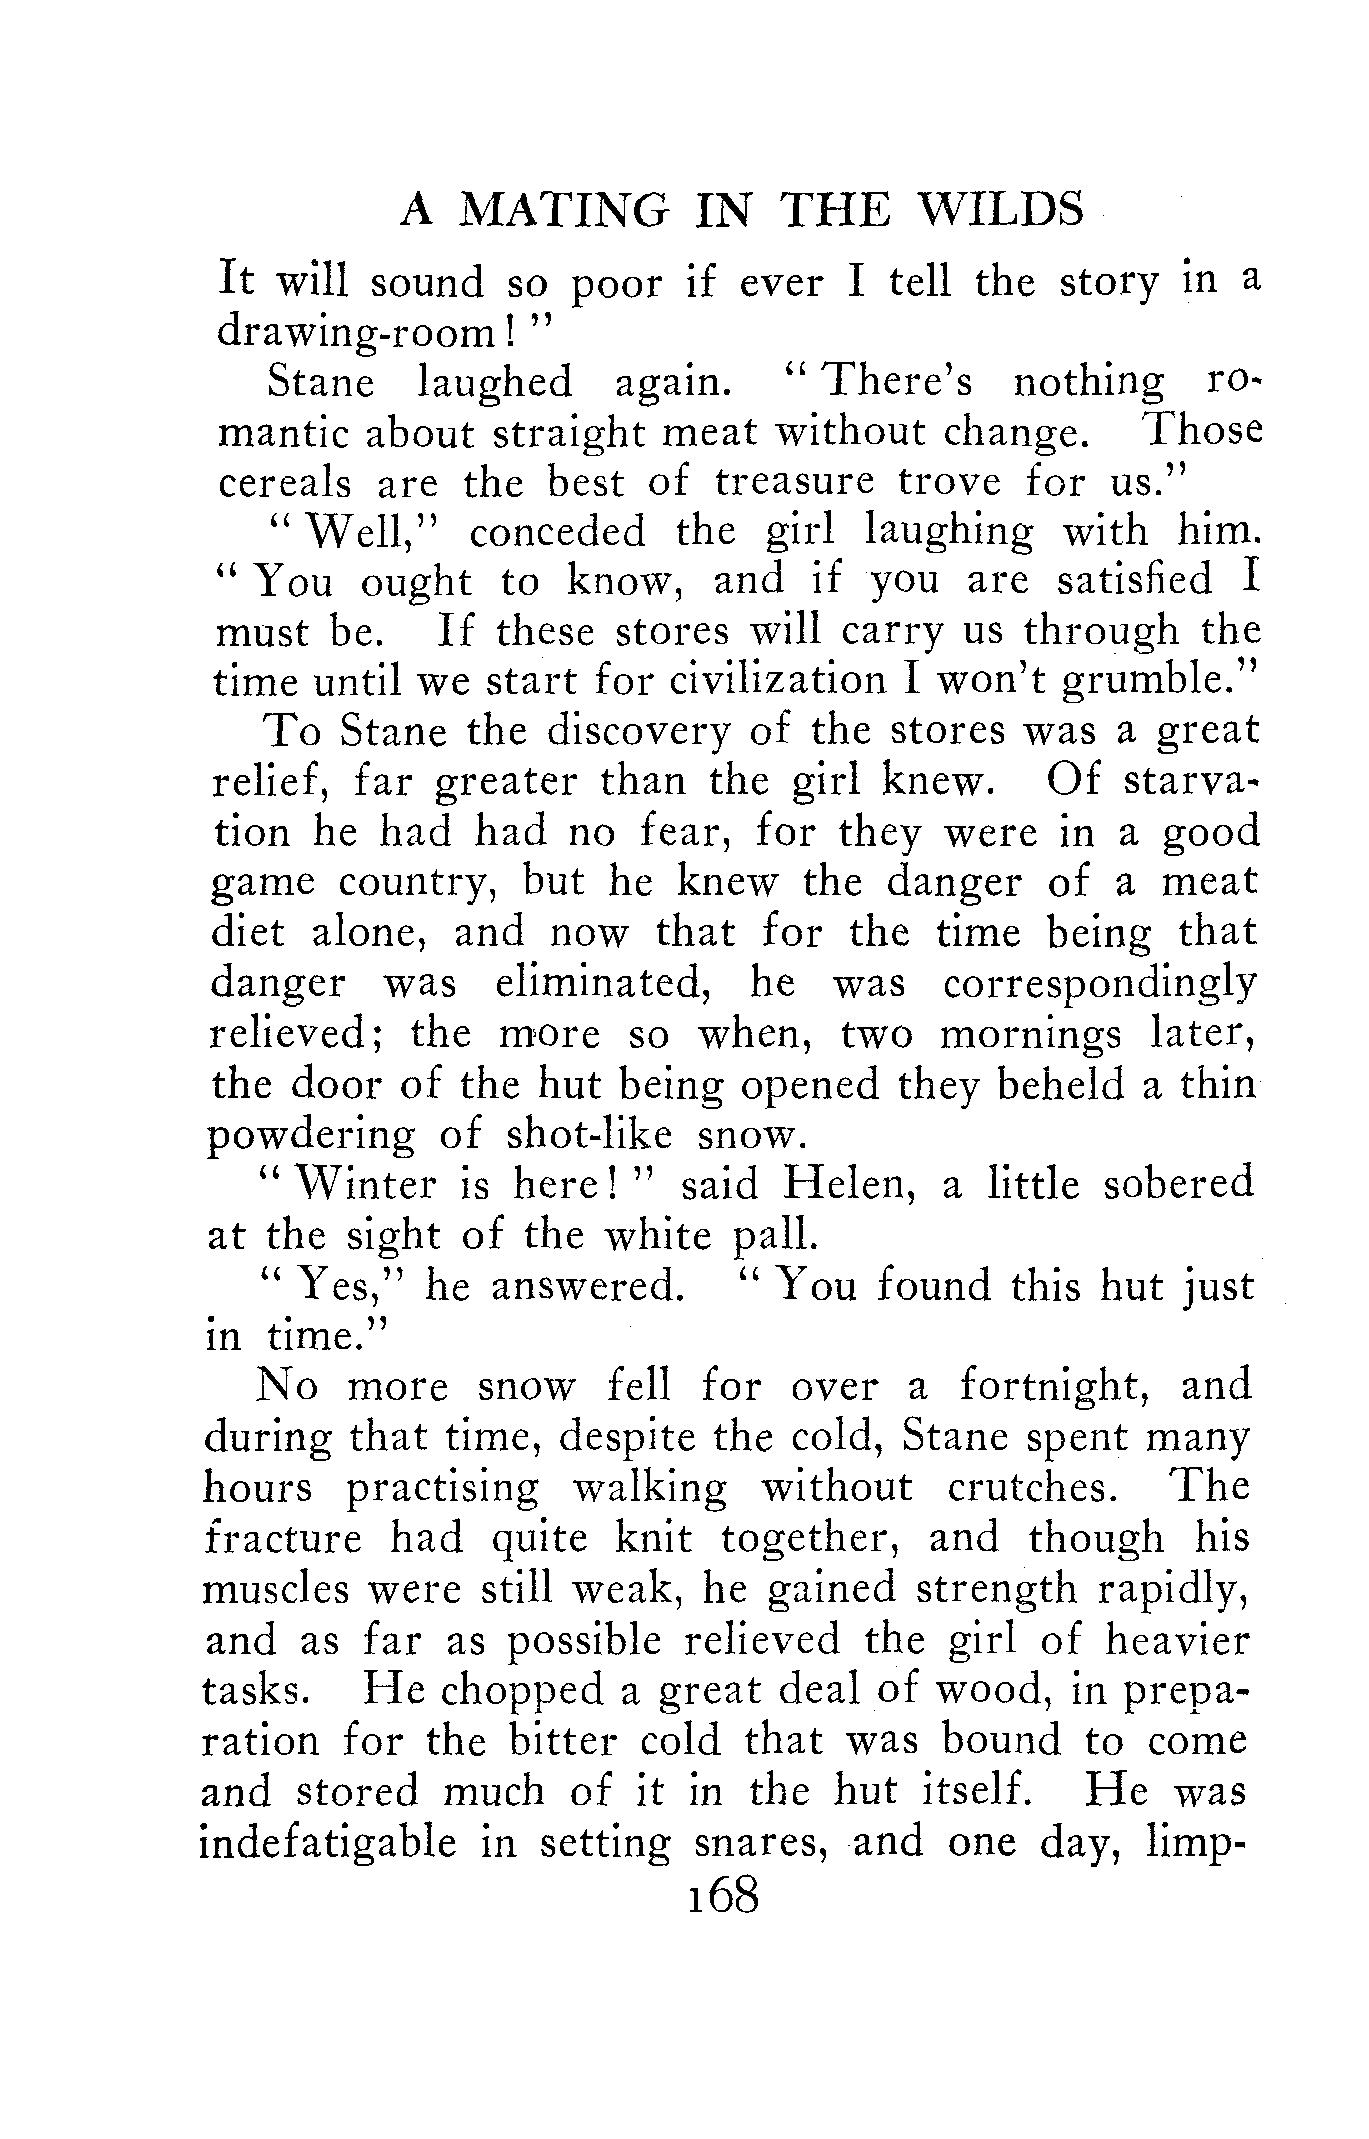 A MATING IN THE WILDS
It will sound so poor if ever I tell the story in a
drawing-room! "
Stane laughed again. " There's nothing ro-
mantic about straight meat without change. Those
cereals are the best of treasure trove for us."
" Well," conceded the girl laughing with him.
" You ought to know, and if you are satisfied I
must be. If these stores will carry us through the
time until we start for civilization I won't grumble."
To Stane the discovery of the stores was a great
relief, far greater than the girl knew. Of starva-
tion he had had no fear, for they were in a good
game country, but he knew the danger of a meat
diet alone, and now that for the time being that
danger was eliminated, he was correspondingly
relieved; the more so when, two mornings later,
the door of the hut being opened they beheld a thin
powdering of shot-like snow.
" Winter is here! " said Helen, a little sobered
at the sight of the white pall.
" Yes," he answered. " You found this hut just
in time."
No more snow fell for over a fortnight, and
during that time, despite the cold, Stane spent many
hours practising walking without crutches. The
fracture had quite knit together, and though his
muscles were still weak, he gained strength rapidly,
and as far as possible relieved the girl of heavier
tasks. He chopped a great deal of wood, in prepa-
ration for the bitter cold that was bound to come
and stored much of it in the hut itself. He was
indefatigable in setting snares, and one day, limp-
168